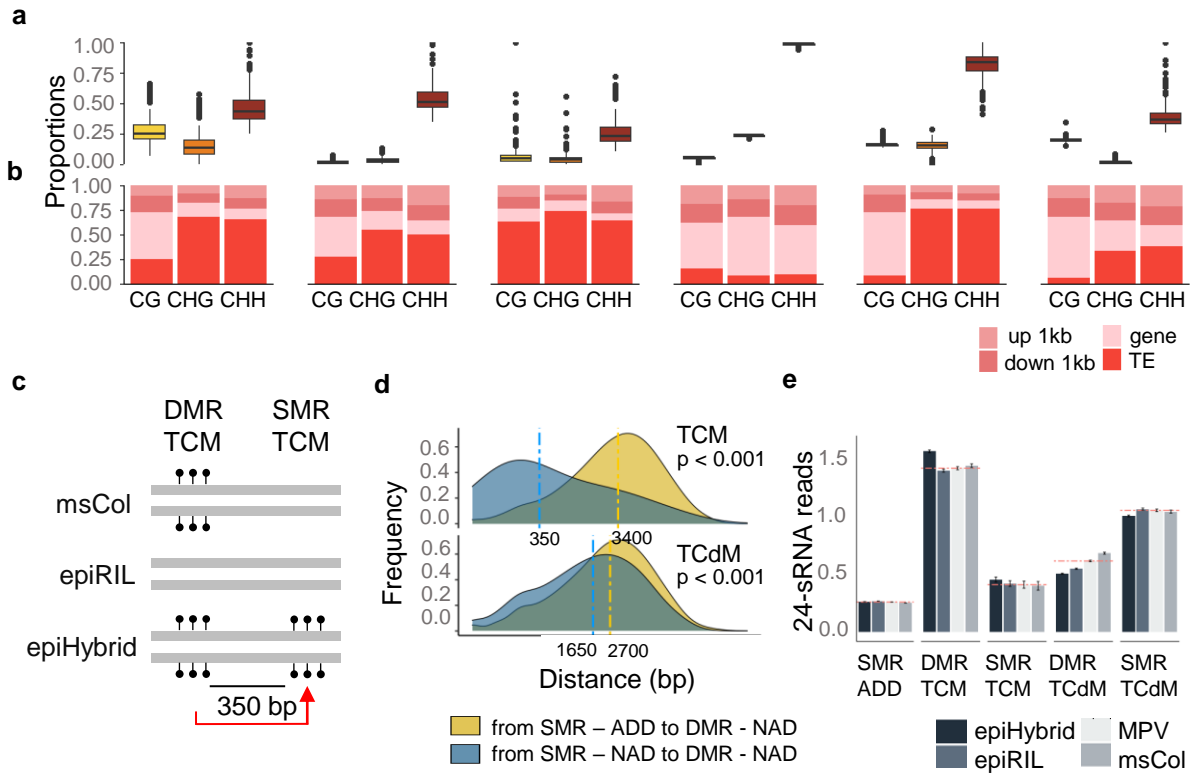 a
Proportions
1.00
0.75
0.50
0.25
0.00
b
1.00
0.75
0.50
0.25
0.00
CG CHG CHH CG CHG CHH CG CHG CHH CG CHG CHH CG CHG CHH CG CHG CHH
up 1kb gene
down 1kb TE
c
DMR SMR
TCM TCM
msCol
epiRIL
epiHybrid
350 bp
d
Frequency
0.6
0.4
0.2
0.0
TCM
p < 0.001
350 3400
0.6
0.4
0.2
0.0
TCdM
p < 0.001
1650 2700
Distance (bp)
from SMR – ADD to DMR - NAD
from SMR – NAD to DMR - NAD
e
24-sRNA reads
1.5
1.0
0.5
0.0
SMR DMR SMR DMR SMR
ADD TCM TCM TCdM TCdM
epiHybrid MPV
epiRIL msCol